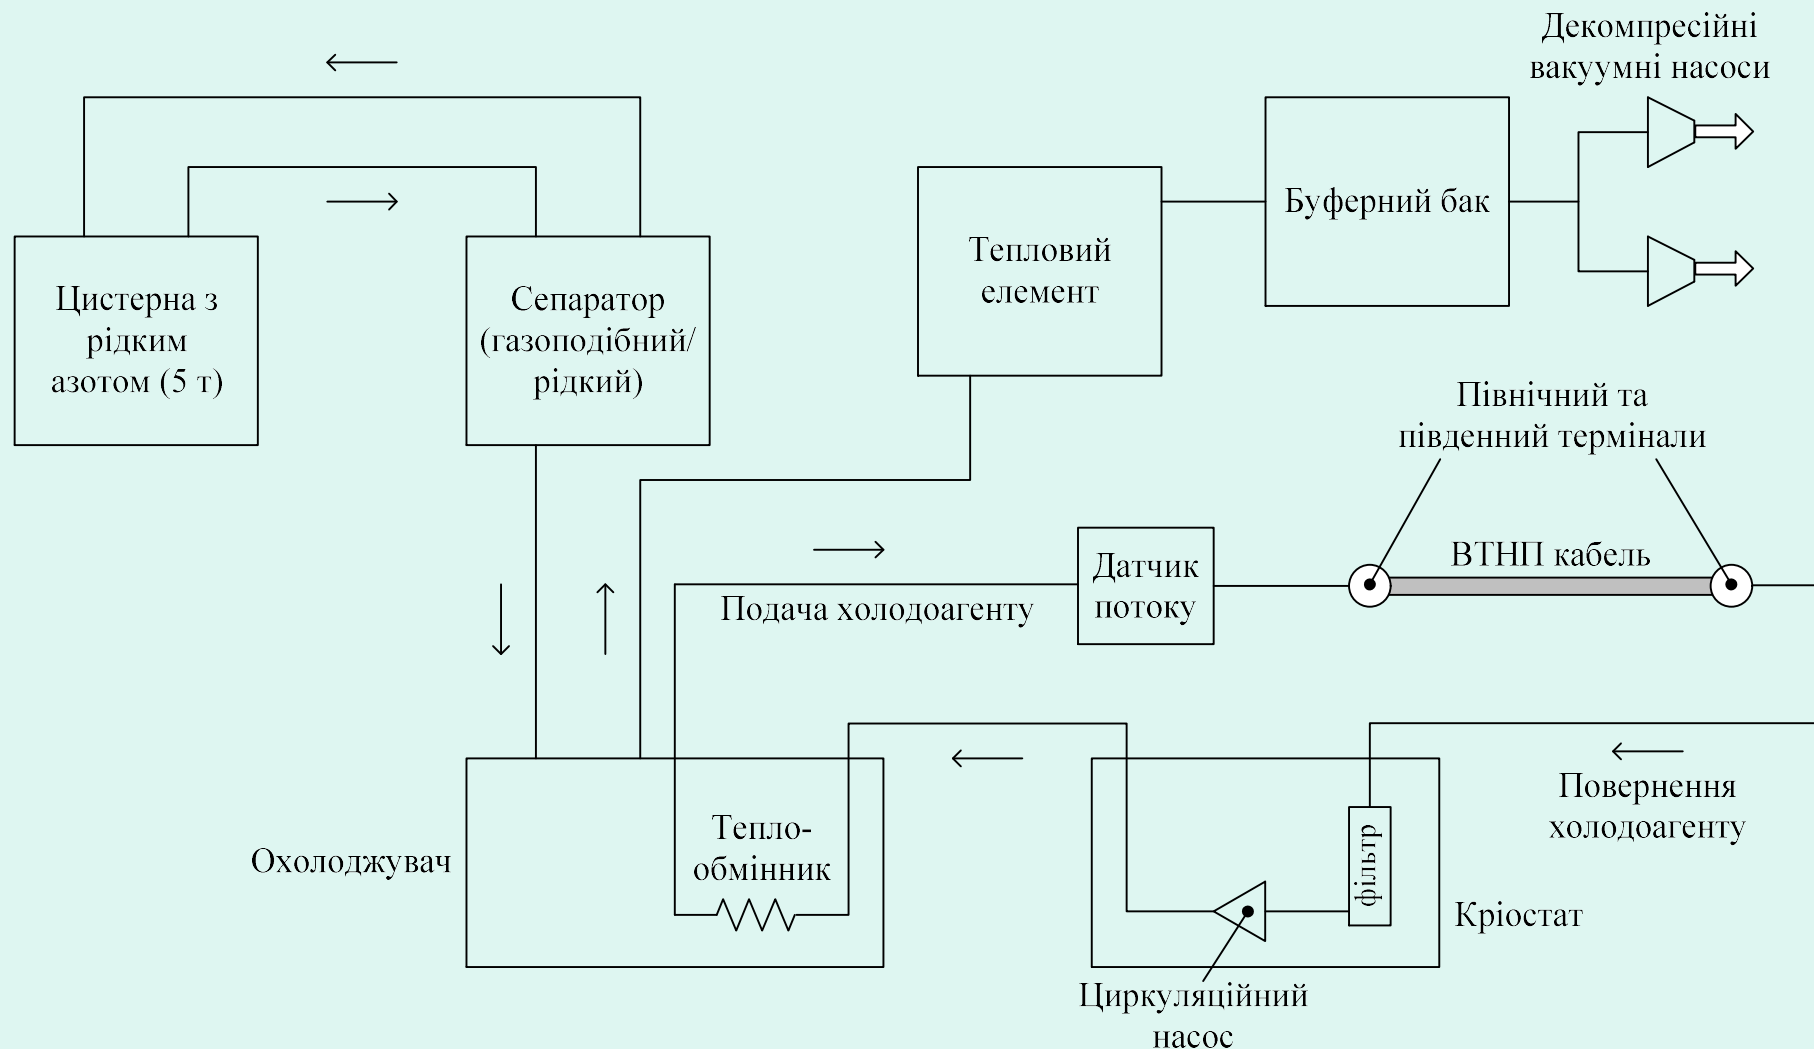 Декомпресійні
вакуумні насоси
Буферний бак
Тепловий
елемент
Цистерна з
рідким
азотом (5 т)
Сепаратор
(газоподібний/
рідкий)
Північний та
південний термінали
ВТНП кабель
Датчик
потоку
Подача холодоагенту
Повернення
холодоагенту
Тепло-
обмінник
Охолоджувач
фільтр
Кріостат
Циркуляційний
насос